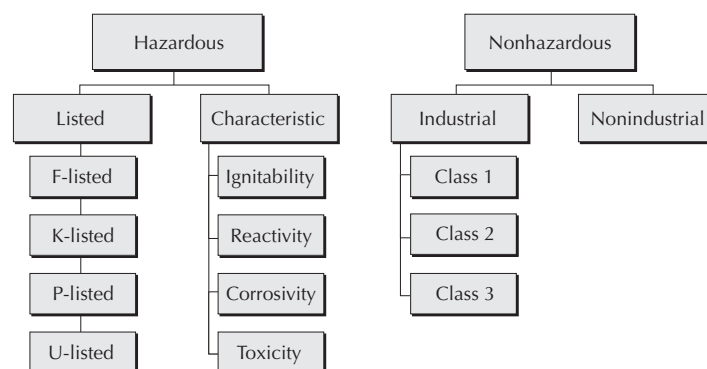 Hazardous
Listed
F-listed
K-listed
P-listed
U-listed
Characteristic
Ignitability
Reactivity
Corrosivity
Toxicity
Nonhazardous
Industrial
Class 1
Class 2
Class 3
Nonindustrial